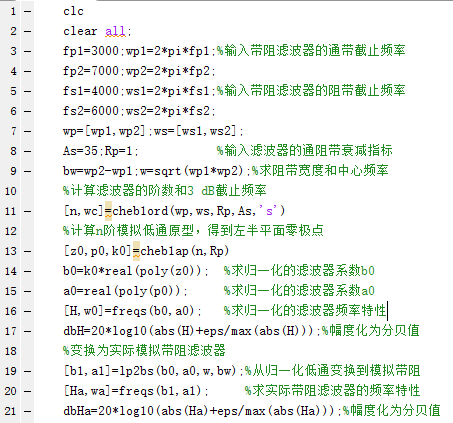 1 - clc
2 - clear all;
3 - fp1=3000;wp1=2*pi*fp1;%输入带阻滤波器的通带截止频率
4 - fp2=7000;wp2=2*pi*fp2;
5 - fs1=4000;ws1=2*pi*fs1;%输入带阻滤波器的阻带截止频率
6 - fs2=6000;ws2=2*pi*fs2;
7 - wp=[wp1,wp2];ws=[ws1,ws2];
8 - As=35;Rp=1; %输入滤波器的通阻带衰减指标
9 - bw=wp2-wp1;w=sqrt(wp1*wp2);%求阻带宽度和中心频率
10 %计算滤波器的阶数和3 dB截止频率
11 - [n,wc]=cheb1ord(wp,ws,Rp,As,'s')
12 %计算n阶模拟低通原型，得到左半平面零极点
13 - [z0,p0,k0]=cheb1ap(n,Rp)
14 - b0=k0*real(poly(z0)); %求归一化的滤波器系数b0
15 - a0=real(poly(p0)); %求归一化的滤波器系数a0
16 - [H,w0]=freqs(b0,a0); %求归一化的滤波器频率特性
17 - dbH=20*log10(abs(H)+eps/max(abs(H)));%幅度化为分贝值
18 %变换为实际模拟带阻滤波器
19 - [b1,a1]=lp2bs(b0,a0,w,bw);%从归一化低通变换到模拟带阻
20 - [Ha,wa]=freqs(b1,a1); %求实际带阻滤波器的频率特性
21 - dbHa=20*log10(abs(Ha)+eps/max(abs(Ha)));%幅度化为分贝值